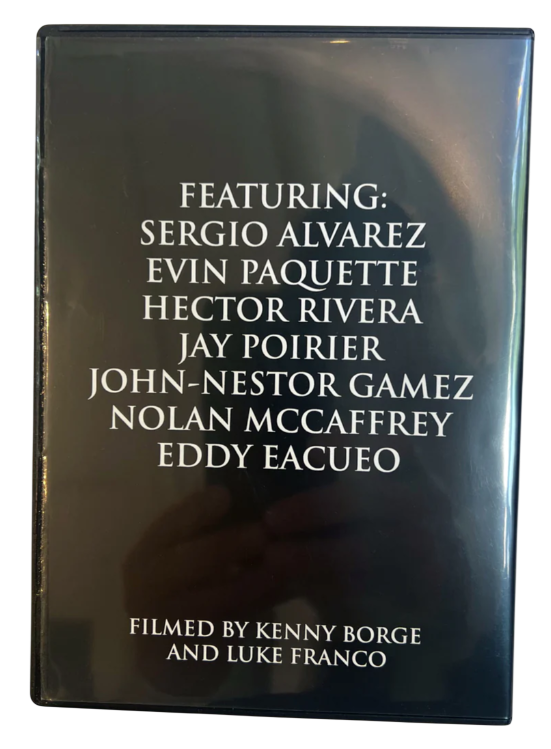 FEATURING:
SERGIO ALVAREZ
EVIN PAQUETTE
HECTOR RIVERA
JAY POIRIER
JOHN-NESTOR GAMEZ
NOLAN MCCAFFREY
EDDY EACUEO
FILMED BY KENNY BORGE
AND LUKE FRANCO